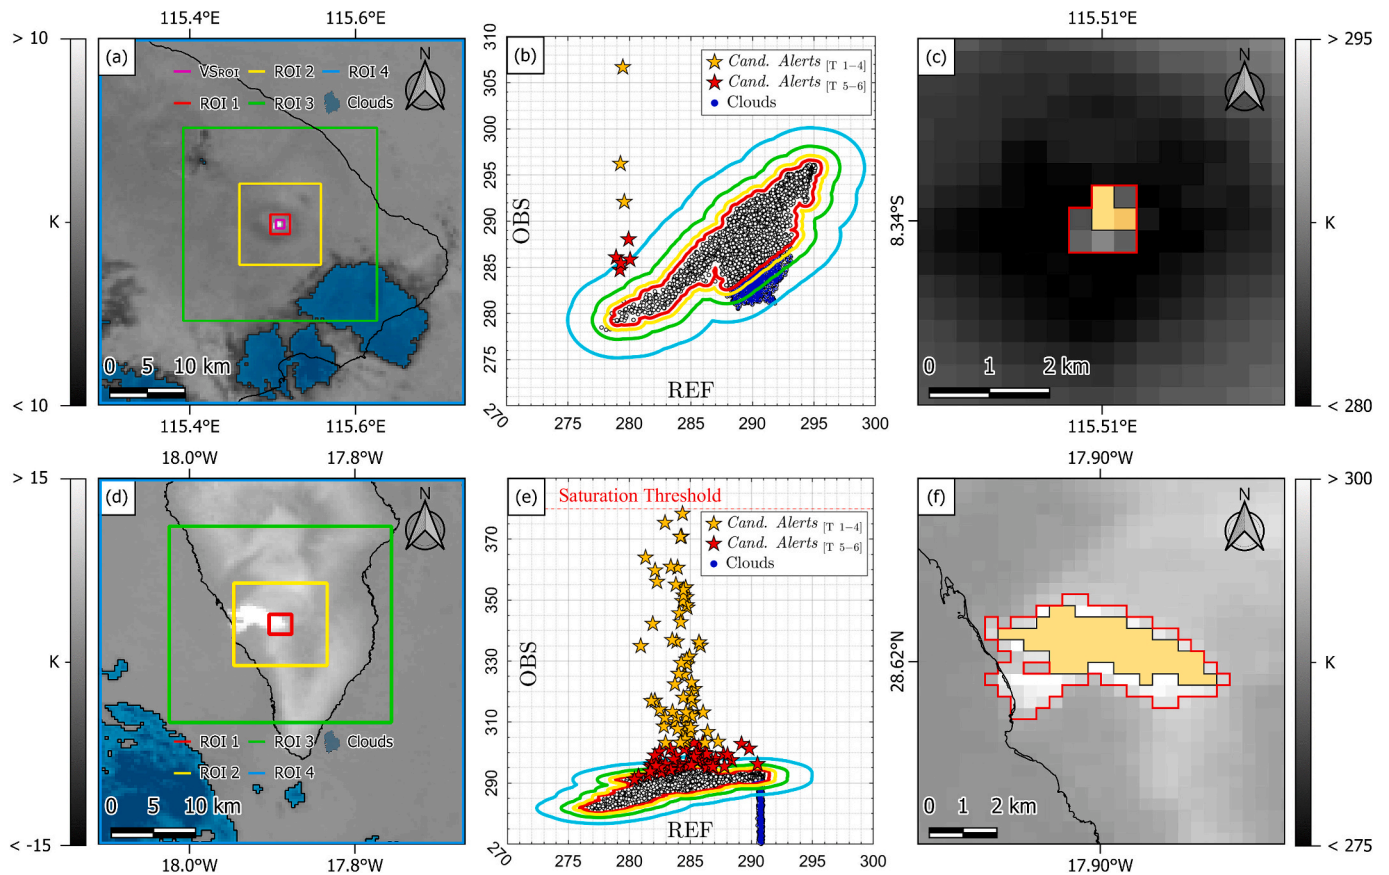 115.4°E 115.6°E 115.51°E
> 10
K
< 10
(a)
N
VSROI ROI 2 ROI 4
ROI 1 ROI 3 Clouds
0 5 10 km
115.4°E 115.6°E
(b)
310
305
300
295
290
285
280
275
270
OBS
REF
Cand. Alerts [T 1−4]
Cand. Alerts [T 5−6]
Clouds
270 275 280 285 290 295 300
(c)
N
8.34°S
0 1 2 km
115.51°E
> 295
K
< 280
18.0°W 17.8°W 17.90°W
> 15
K
< -15
(d)
N
ROI 1 ROI 3 Clouds
ROI 2 ROI 4
0 5 10 km
18.0°W 17.8°W
(e)
Saturation Threshold
370
350
330
310
290
270
OBS
REF
Cand. Alerts [T 1−4]
Cand. Alerts [T 5−6]
Clouds
270 275 280 285 290 295 300
(f)
N
28.62°N
0 1 2 km
17.90°W
> 300
K
< 275